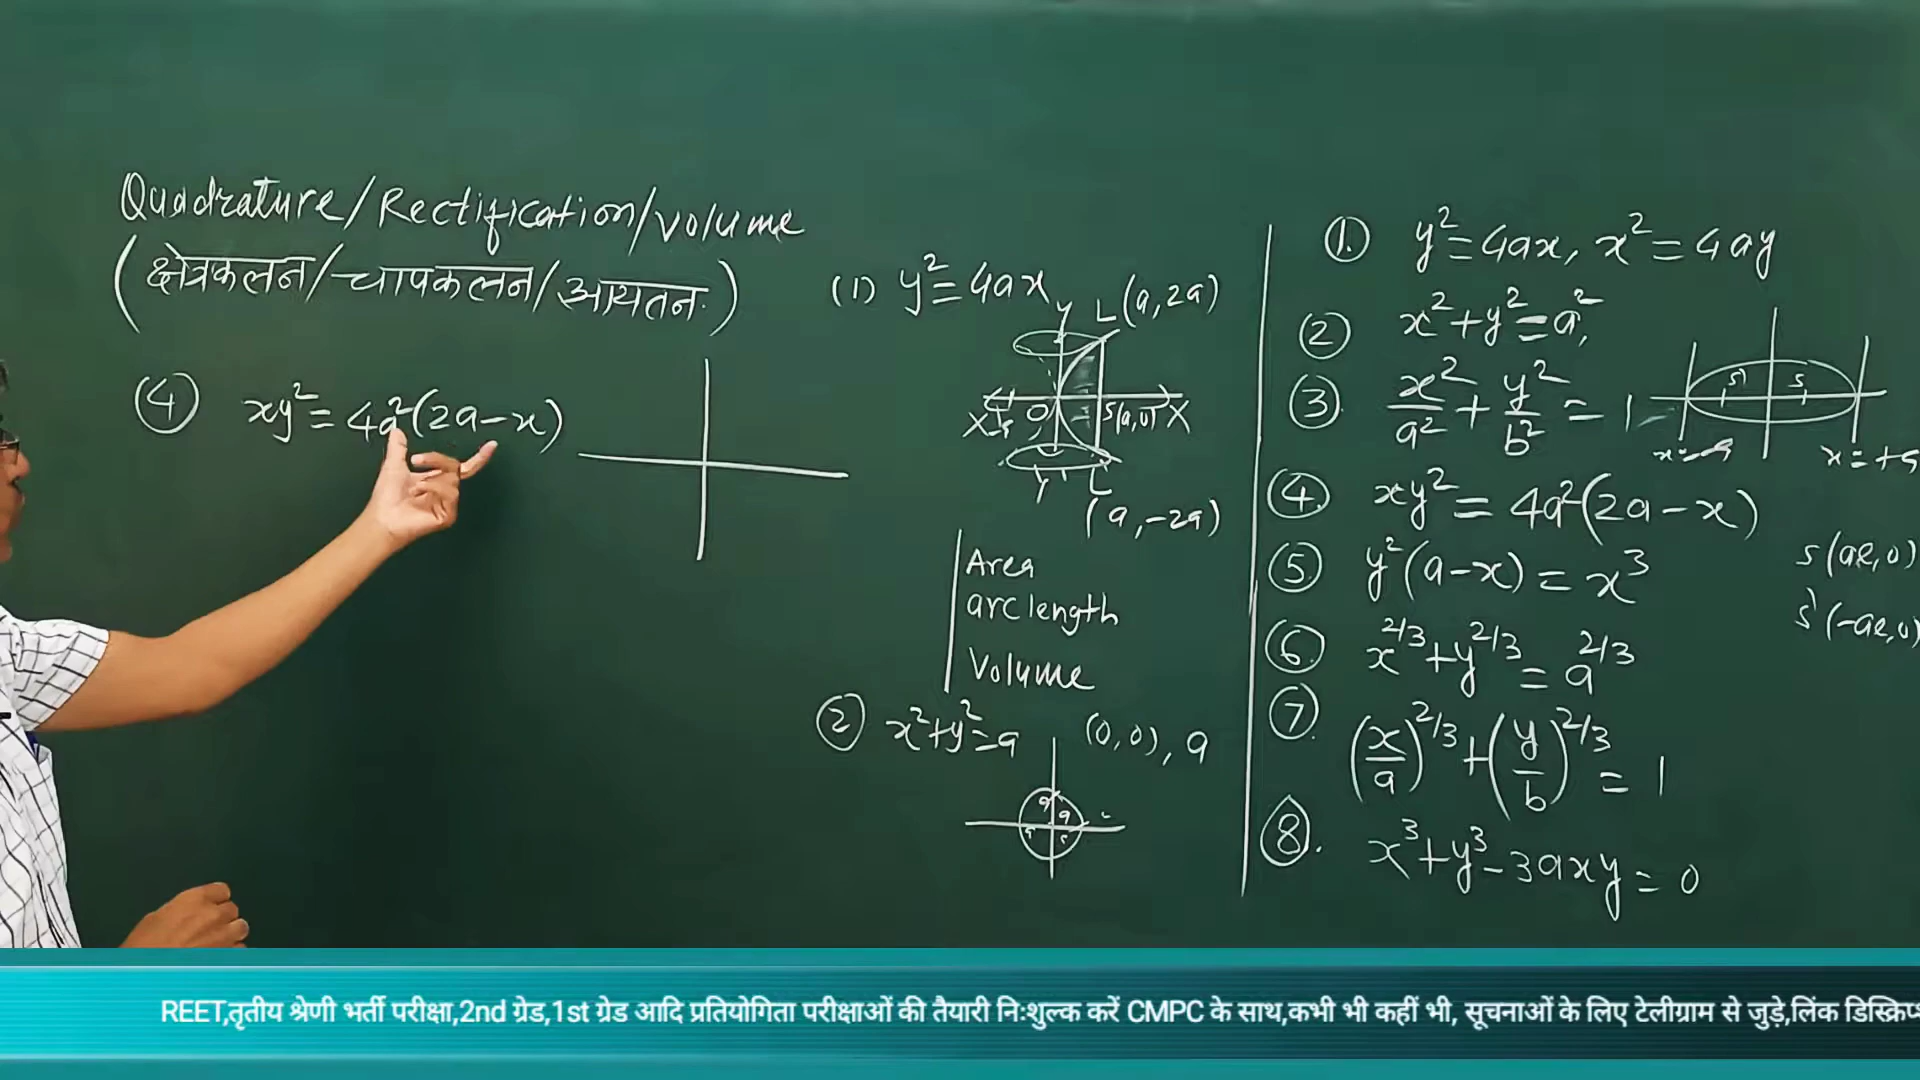 Quadrature/Rectification/volume
(क्षेत्रकलन/चापकलन/आयतन)
④ xy² = 4a²(2a-x)
(1) y² = 4ax
Y L (a, 2a)
X' O S(a,0) X
Y' L'
(a, -2a)
Area
arc length
Volume
② x²+y²=a (0,0), a
a a
①. y²=4ax, x²=4ay
② x²+y²=a²,
③ x²/a² + y²/b² = 1
S' S
x=-a x=+a
④. xy² = 4a²(2a-x)
⑤. y²(a-x) = x³
S(ae,0)
S'(-ae,0)
⑥. x^2/3+y^2/3 = a^2/3
⑦. (x/a)^2/3 + (y/b)^2/3 = 1
⑧. x³+y³-3axy = 0
REET,तृतीय श्रेणी भर्ती परीक्षा,2nd ग्रेड,1st ग्रेड आदि प्रतियोगिता परीक्षाओं की तैयारी निःशुल्क करें CMPC के साथ,कभी भी कहीं भी, सूचनाओं के लिए टेलीग्राम से जुड़े,लिंक